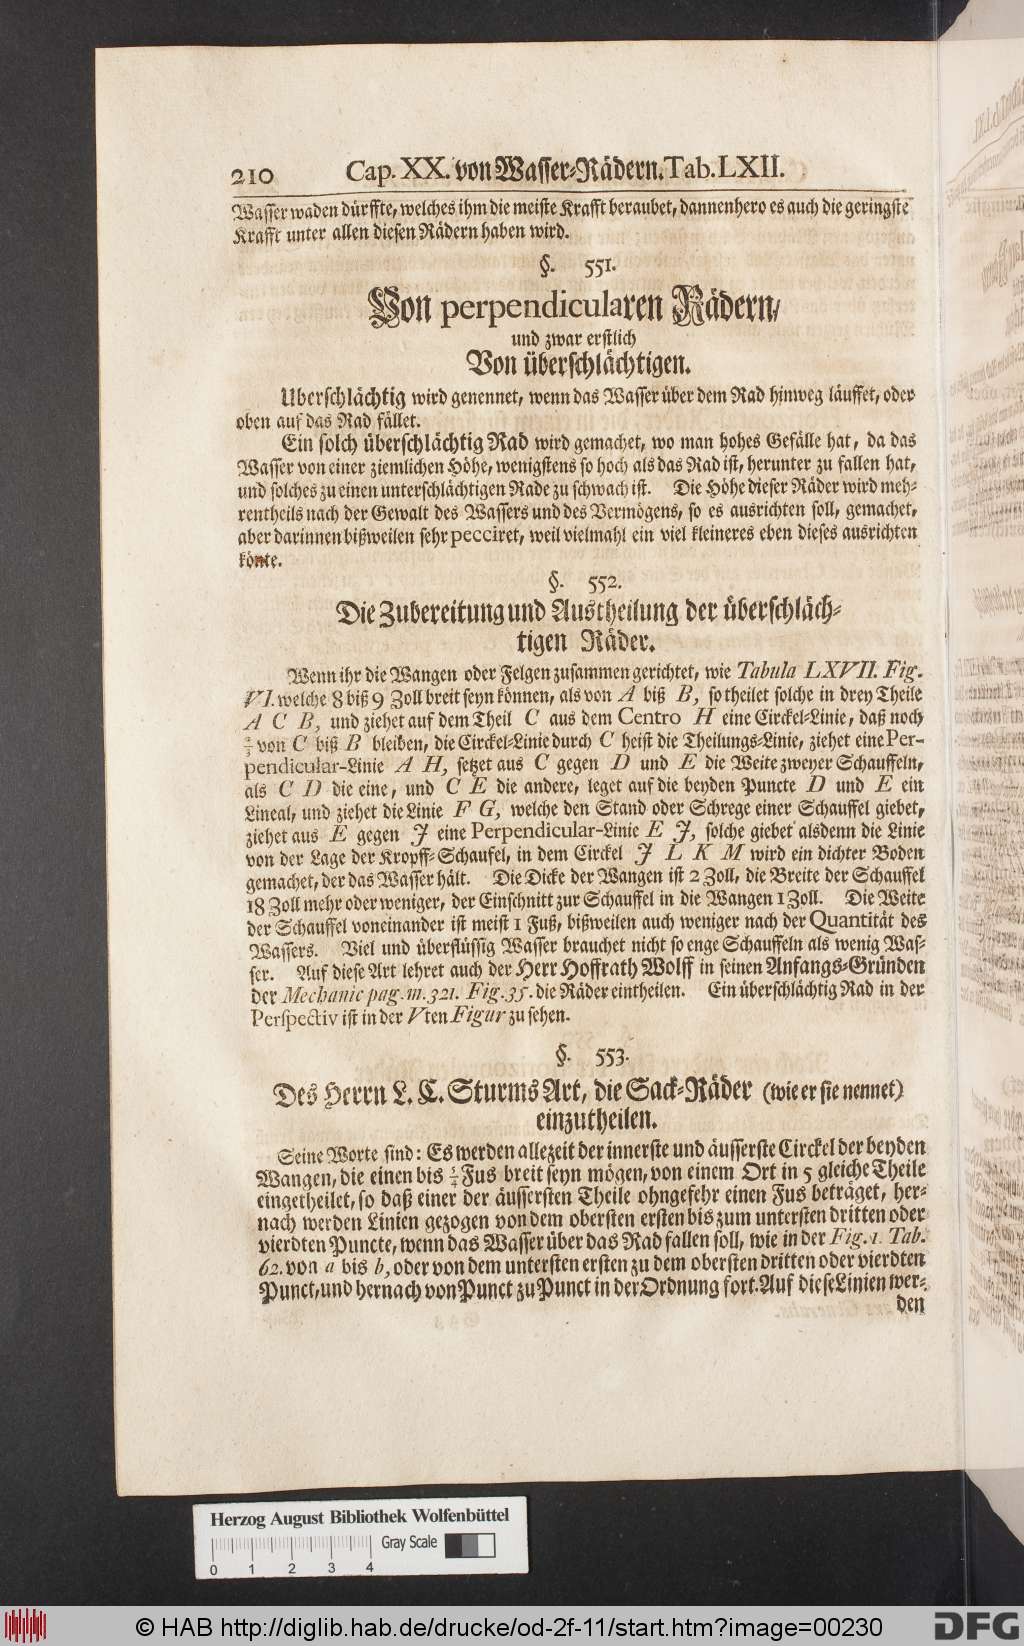 210 Cap. XX. von Wasser-Rädern. Tab. LXII.
Wasser waden dürffte, welches ihm die meiste Krafft beraubet, dannenhero es auch die geringste
Krafft unter allen diesen Rädern haben wird.
§. 551.
Von perpendicularen Rädern/
und zwar erstlich
Von überschlächtigen.
Uberschlächtig wird genennet, wenn das Wasser über dem Rad hinweg läuffet, oder
oben auf das Rad fället.
Ein solch überschlächtig Rad wird gemachet, wo man hohes Gefälle hat, da das
Wasser von einer ziemlichen Höhe, wenigstens so hoch als das Rad ist, herunter zu fallen hat,
und solches zu einen unterschlächtigen Rade zu schwach ist. Die Höhe dieser Räder wird meh-
rentheils nach der Gewalt des Wassers und des Vermögens, so es ausrichten soll, gemachet,
aber darinnen bißweilen sehr pecciret, weil vielmahl ein viel kleineres eben dieses ausrichten
könte.
§. 552.
Die Zubereitung und Austheilung der überschläch-
tigen Räder.
Wenn ihr die Wangen oder Felgen zusammen gerichtet, wie Tabula LXVII. Fig.
VI. welche 8 biß 9 Zoll breit seyn können, als von A biß B, so theilet solche in drey Theile
A C B, und ziehet auf dem Theil C aus dem Centro H eine Circkel-Linie, daß noch
⅔ von C biß B bleiben, die Circkel-Linie durch C heist die Theilungs-Linie, ziehet eine Per-
pendicular-Linie A H, setzet aus C gegen D und E die Weite zweyer Schauffeln,
als C D die eine, und C E die andere, leget auf die beyden Puncte D und E ein
Lineal, und ziehet die Linie F G, welche den Stand oder Schrege einer Schauffel giebet,
ziehet aus E gegen J eine Perpendicular-Linie E J, solche giebet alsdenn die Linie
von der Lage der Kropff-Schaufel, in dem Circkel J L K M wird ein dichter Boden
gemachet, der das Wasser hält. Die Dicke der Wangen ist 2 Zoll, die Breite der Schauffel
18 Zoll mehr oder weniger, der Einschnitt zur Schauffel in die Wangen 1 Zoll. Die Weite
der Schauffel voneinander ist meist 1 Fuß, bißweilen auch weniger nach der Quantität des
Wassers. Viel und überflüssig Wasser brauchet nicht so enge Schauffeln als wenig Was-
ser. Auf diese Art lehret auch der Herr Hoffrath Wolff in seinen Anfangs-Gründen
der Mechanic pag. m. 321. Fig. 35. die Räder eintheilen. Ein überschlächtig Rad in der
Perspectiv ist in der Vten Figur zu sehen.
§. 553.
Des Herrn L. C. Sturms Art, die Sack-Räder (wie er sie nennet)
einzutheilen.
Seine Worte sind: Es werden allezeit der innerste und äusserste Circkel der beyden
Wangen, die einen bis Fus breit seyn mögen, von einem Ort in 5 gleiche Theile
eingetheilet, so daß einer der äussersten Theile ohngefehr einen Fus beträget, her-
nach werden Linien gezogen von dem obersten ersten bis zum untersten dritten oder
vierdten Puncte, wenn das Wasser über das Rad fallen soll, wie in der Fig. 1. Tab.
62. von a bis b, oder von dem untersten ersten zu dem obersten dritten oder vierdten
Punct, und hernach von Punct zu Punct in der Ordnung fort. Auf diese Linien wer-
den
Herzog August Bibliothek Wolfenbüttel
Gray Scale
0 1 2 3 4
© HAB http://diglib.hab.de/drucke/od-2f-11/start.htm?image=00230
DFG